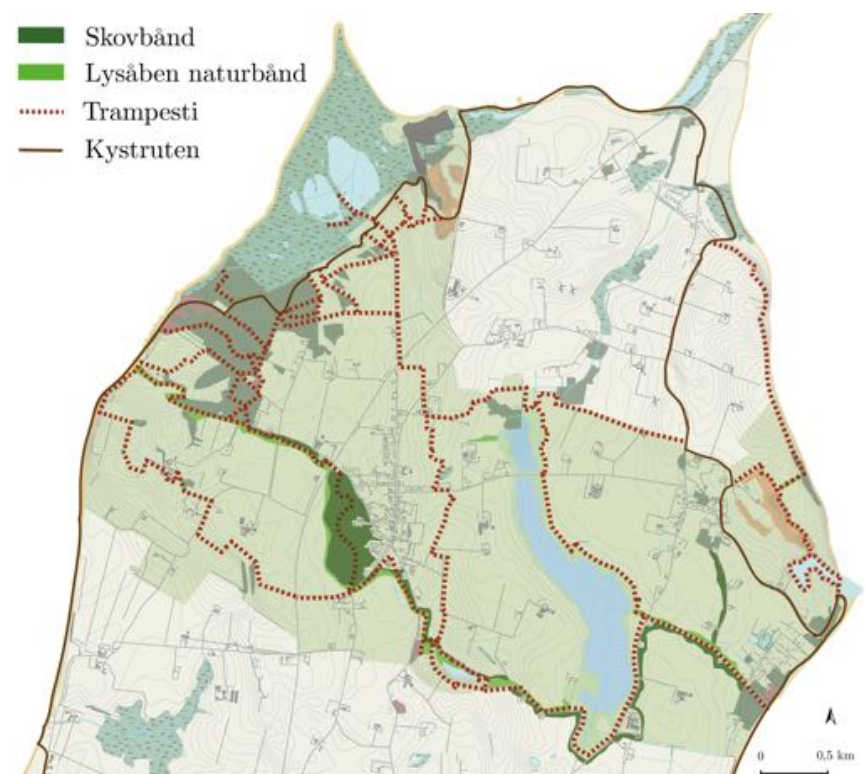 Skovbånd
Lysåben naturbånd
Trampesti
Kystruten
0 0,5 km